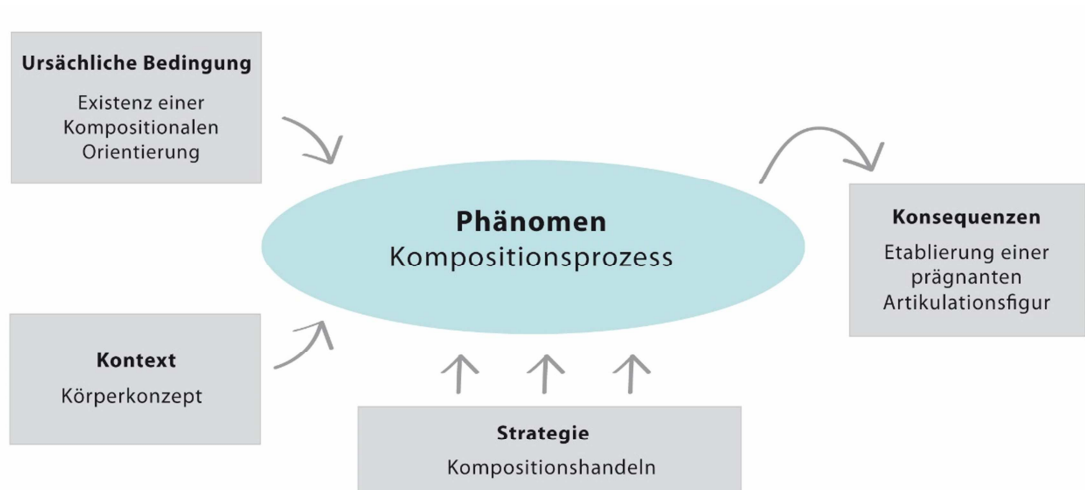 Ursächliche Bedingung
Existenz einer
Kompositionalen
Orientierung
Phänomen
Kompositionsprozess
Konsequenzen
Etablierung einer
prägnanten
Artikulationsfigur
Kontext
Körperkonzept
Strategie
Kompositionshandeln